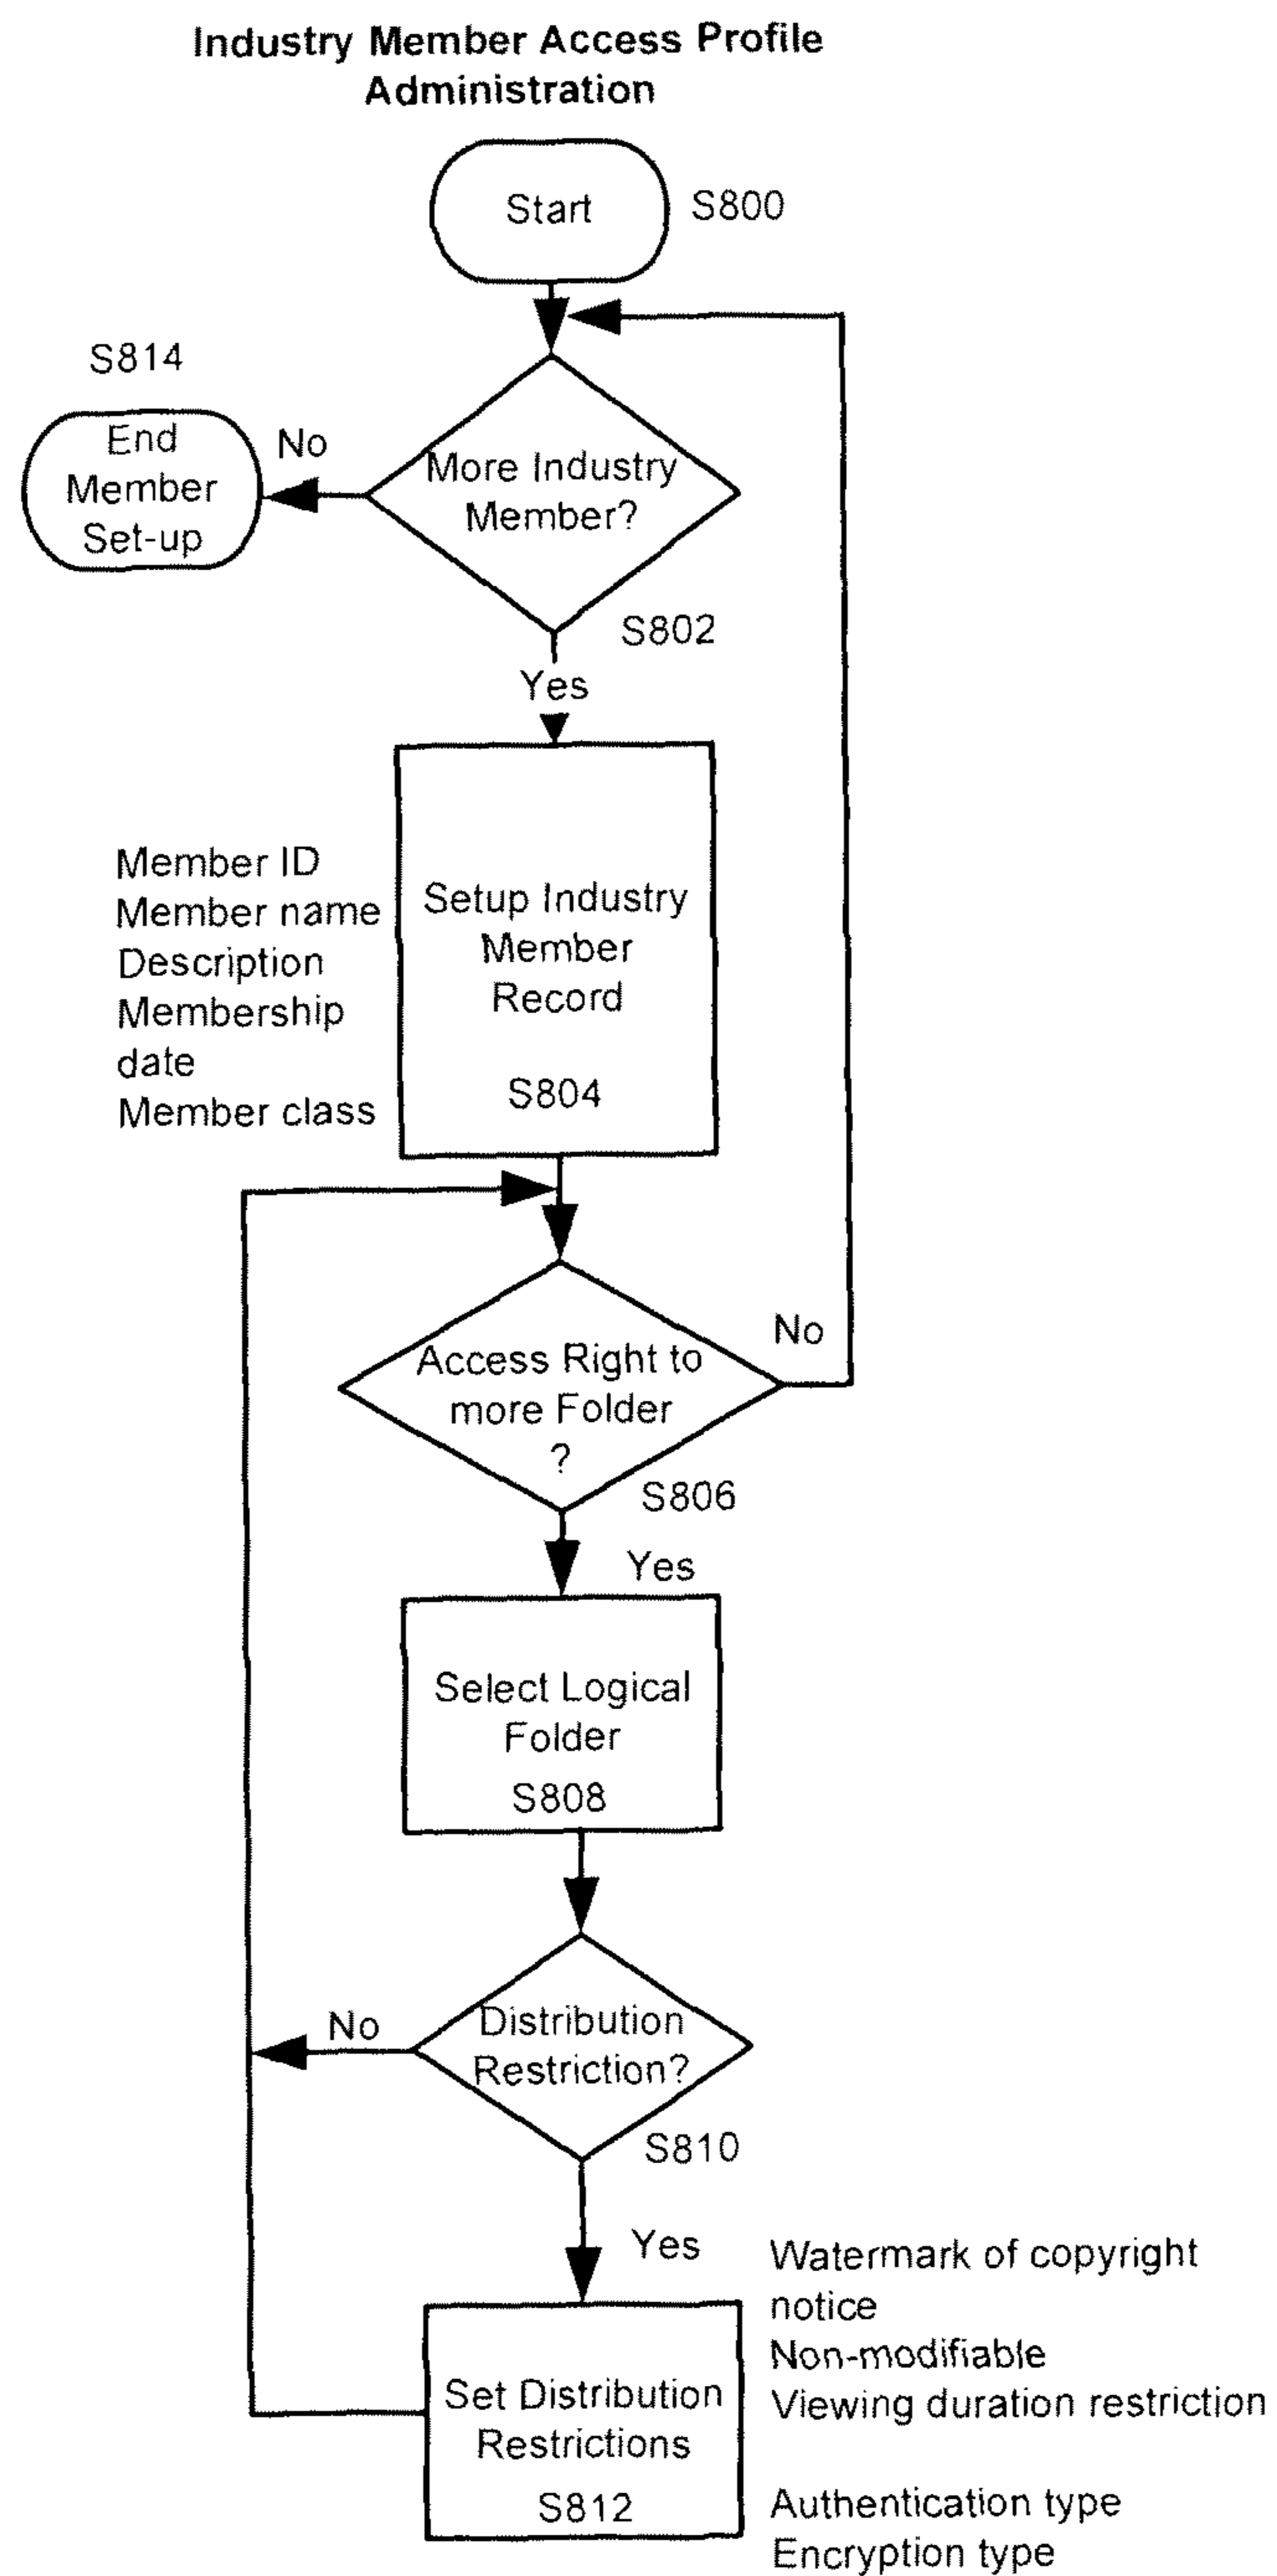 Industry Member Access Profile
Administration
Start
S800
S814
End
Member
Set-up
No
More Industry
Member?
S802
Yes
Member ID
Member name
Description
Membership
date
Member class
Setup Industry
Member
Record
S804
No
Access Right to
more Folder
?
S806
Yes
Select Logical
Folder
S808
No
Distribution
Restriction?
S810
Yes
Set Distribution
Restrictions
S812
Watermark of copyright
notice
Non-modifiable
Viewing duration restriction
Authentication type
Encryption type